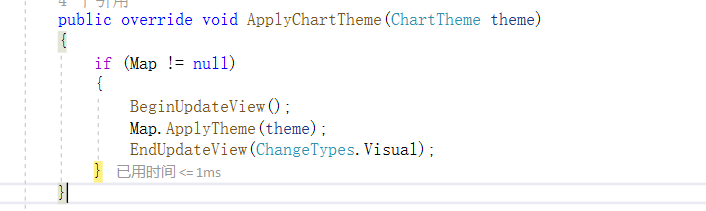 4 个引用
public override void ApplyChartTheme(ChartTheme theme)
{
if (Map != null)
{
BeginUpdateView();
Map.ApplyTheme(theme);
EndUpdateView(ChangeTypes.Visual);
} 已用时间 <= 1ms
}